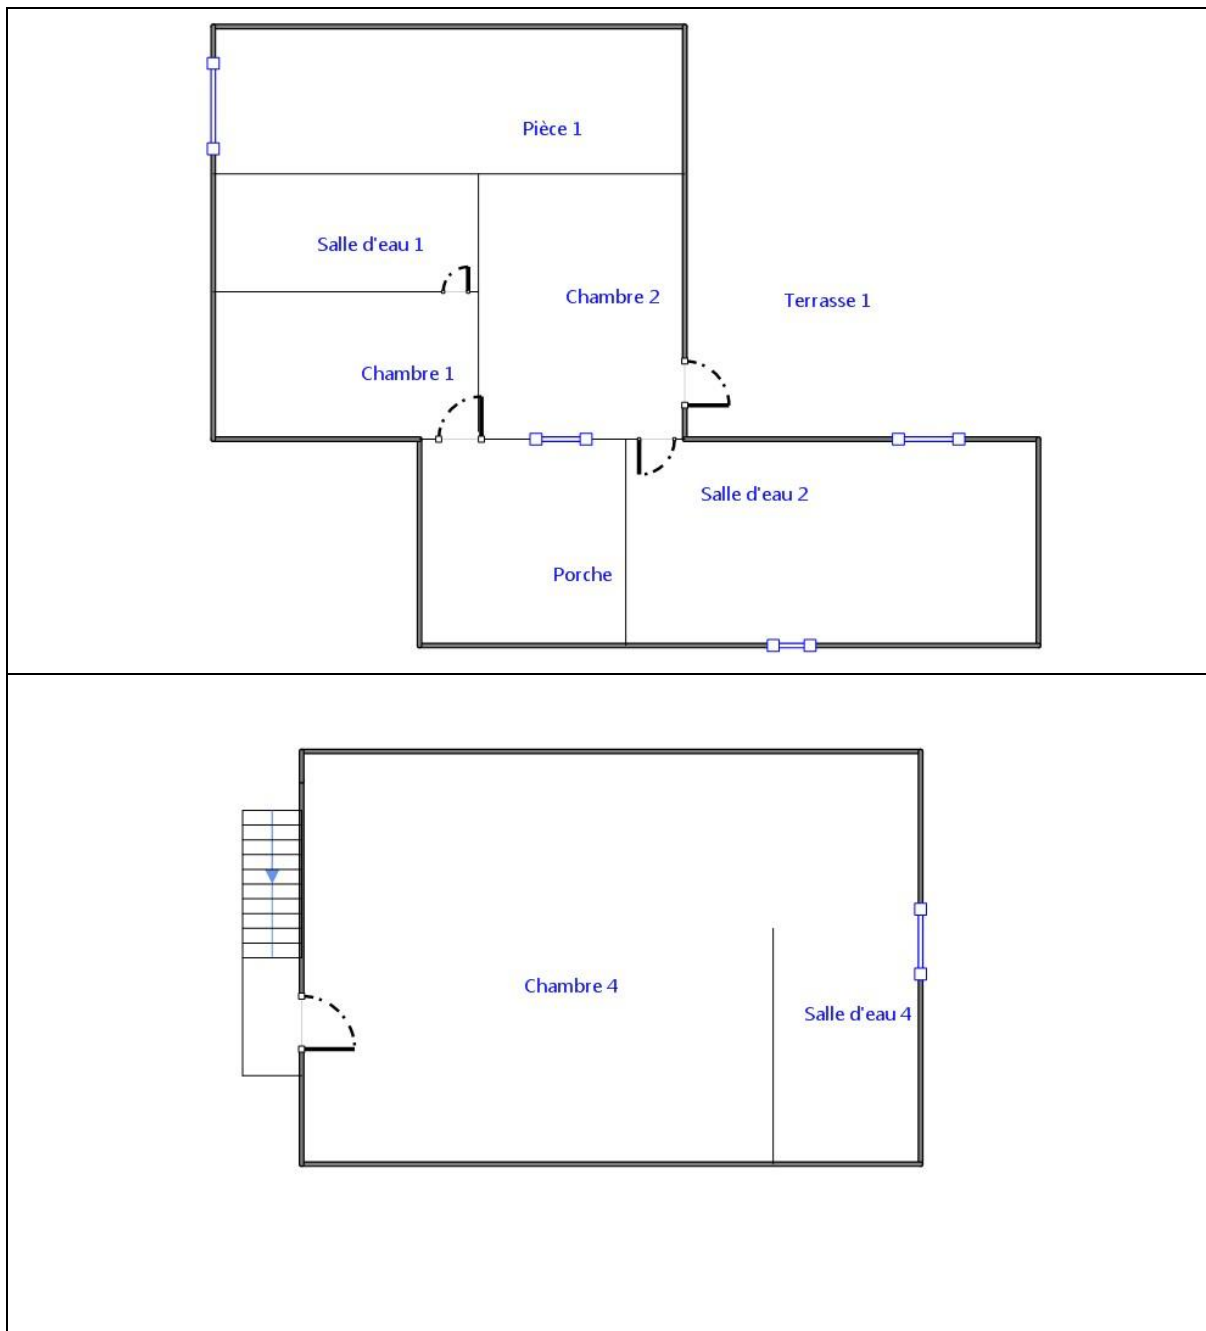 Pièce 1
Salle d'eau 1
Chambre 2
Terrasse 1
Chambre 1
Salle d'eau 2
Porche
Chambre 4
Salle d'eau 4